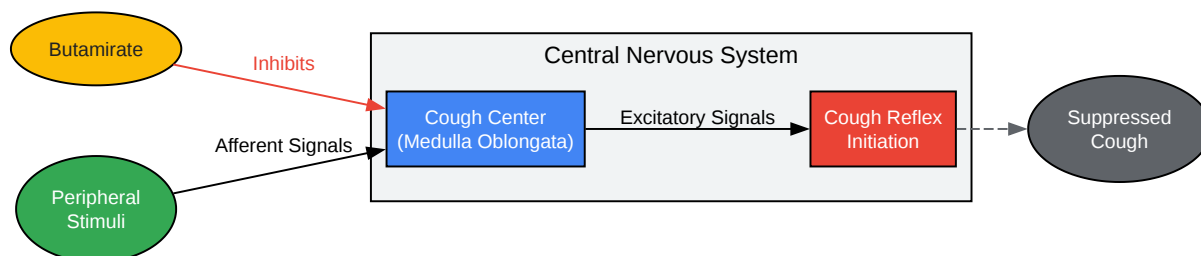 Central Nervous System
Butamirate
Inhibits
Cough Center
(Medulla Oblongata)
Excitatory Signals
Cough Reflex
Initiation
Suppressed
Cough
Afferent Signals
Peripheral
Stimuli